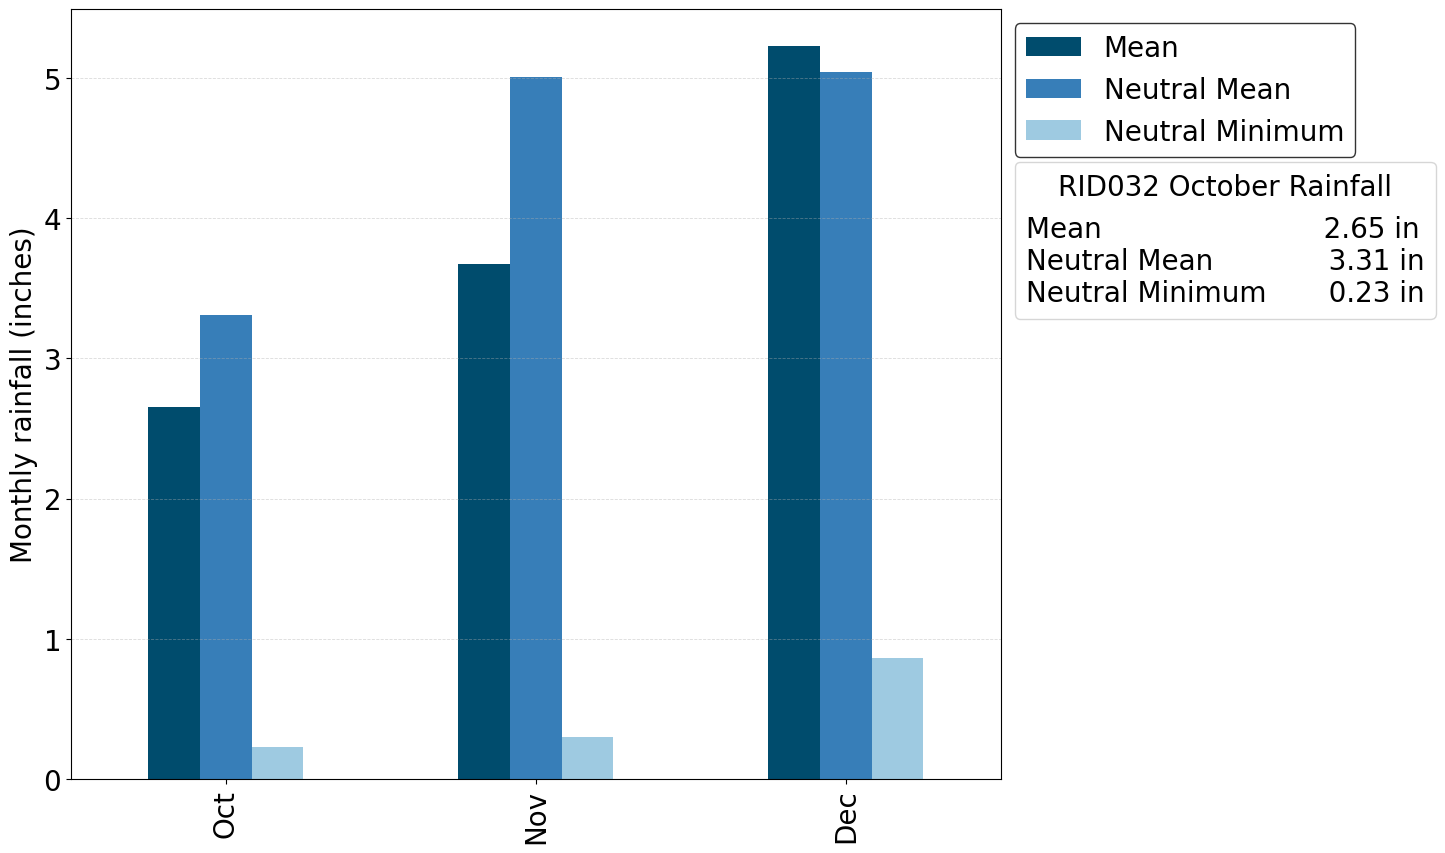 Mean
Neutral Mean
Neutral Minimum
RID032 October Rainfall
Mean 2.65 in
Neutral Mean 3.31 in
Neutral Minimum 0.23 in
Monthly rainfall (inches)
5
4
3
2
1
0
Oct
Nov
Dec